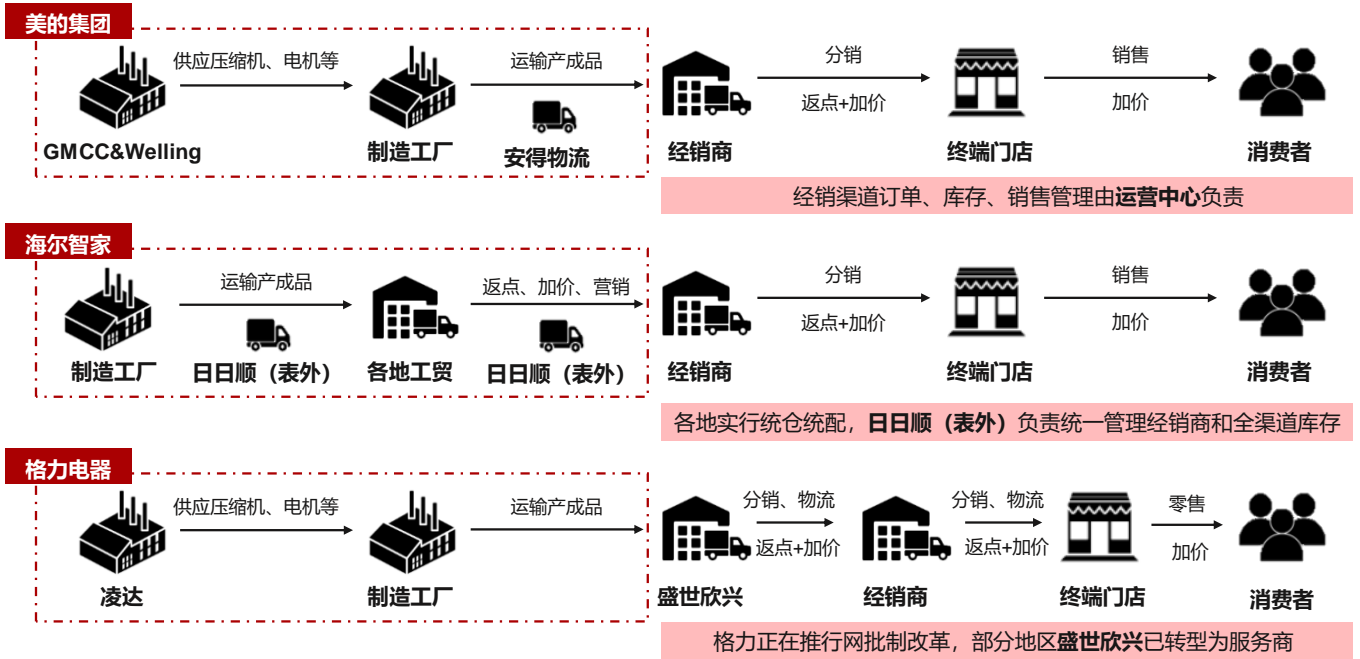 美的集团
供应压缩机、电机等
运输产成品
分销
销售
返点+加价
加价
GMCC&Welling
制造工厂
安得物流
经销商
终端门店
消费者
经销渠道订单、库存、销售管理由运营中心负责
海尔智家
运输产成品
返点、加价、营销
分销
销售
返点+加价
加价
制造工厂
日日顺（表外）
各地工贸
日日顺（表外）
经销商
终端门店
消费者
各地实行统仓统配，日日顺（表外）负责统一管理经销商和全渠道库存
格力电器
供应压缩机、电机等
运输产成品
分销、物流
分销、物流
零售
返点+加价
返点+加价
加价
凌达
制造工厂
盛世欣兴
经销商
终端门店
消费者
格力正在推行网批制改革，部分地区盛世欣兴已转型为服务商